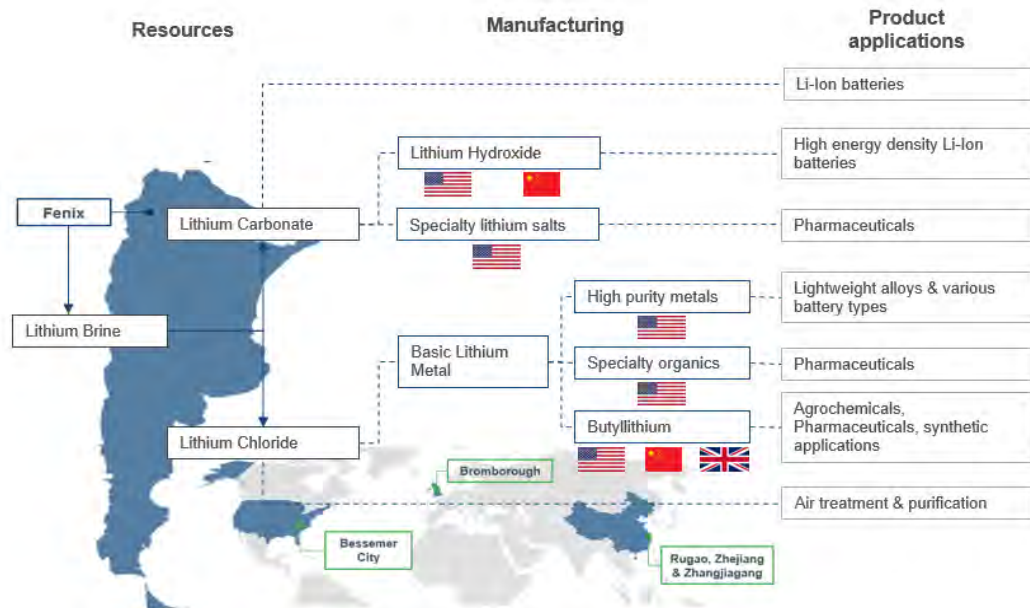 Resources
Manufacturing
Product
applications
Li-Ion batteries
Lithium Hydroxide
High energy density Li-Ion
batteries
Fenix
Lithium Carbonate
Specialty lithium salts
Pharmaceuticals
High purity metals
Lightweight alloys & various
battery types
Lithium Brine
Basic Lithium
Metal
Specialty organics
Pharmaceuticals
Lithium Chloride
Butyllithium
Agrochemicals,
Pharmaceuticals, synthetic
applications
Bromborough
Air treatment & purification
Bessemer
City
Rugao, Zhejiang
& Zhangjiagang